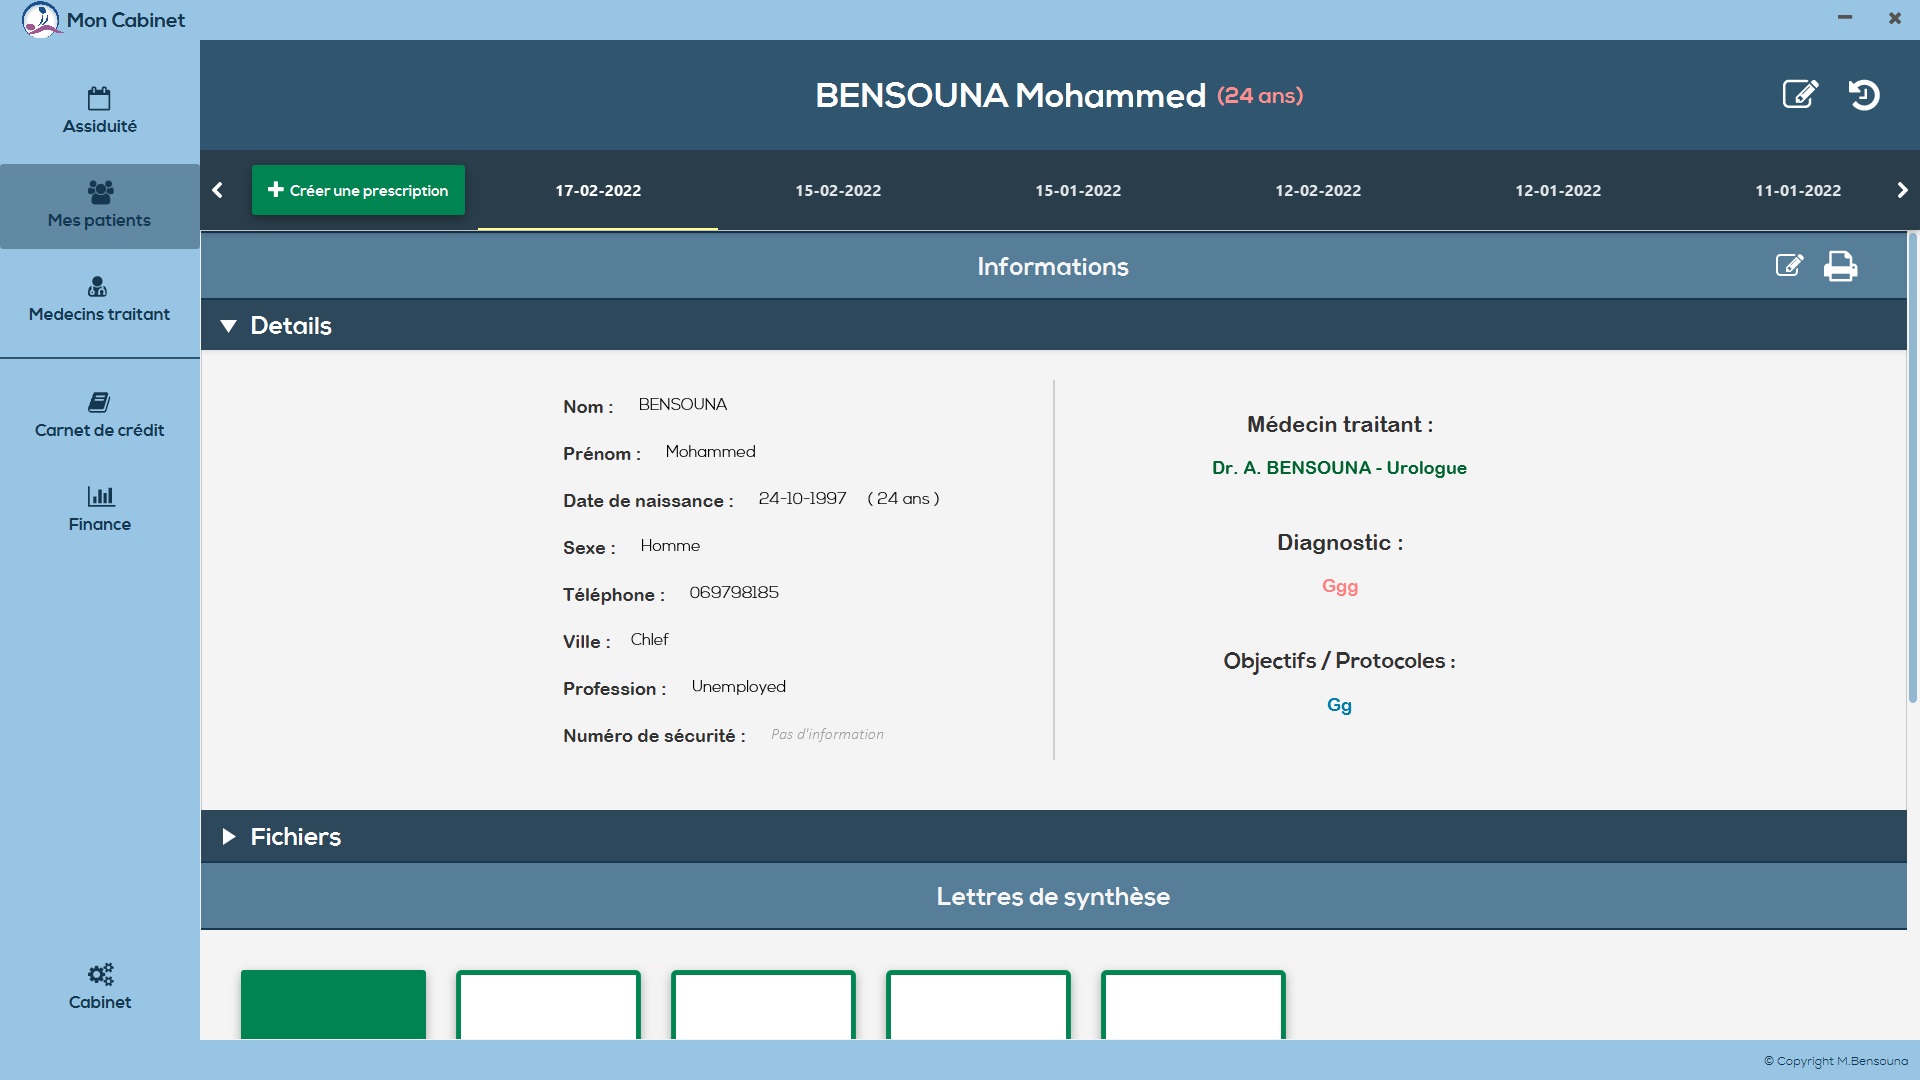 Mon Cabinet
Assiduité
Mes patients
Medecins traitant
Carnet de crédit
Finance
Cabinet
BENSOUNA Mohammed (24 ans)
Créer une prescription
17-02-2022
15-02-2022
15-01-2022
12-02-2022
12-01-2022
11-01-2022
Informations
Details
Nom : BENSOUNA
Prénom : Mohammed
Date de naissance : 24-10-1997 ( 24 ans )
Sexe : Homme
Téléphone : 069798185
Ville : Chlef
Profession : Unemployed
Numéro de sécurité : Pas d'information
Médecin traitant :
Dr. A. BENSOUNA - Urologue
Diagnostic :
Ggg
Objectifs / Protocoles :
Gg
Fichiers
Lettres de synthèse
© Copyright M.Bensouna